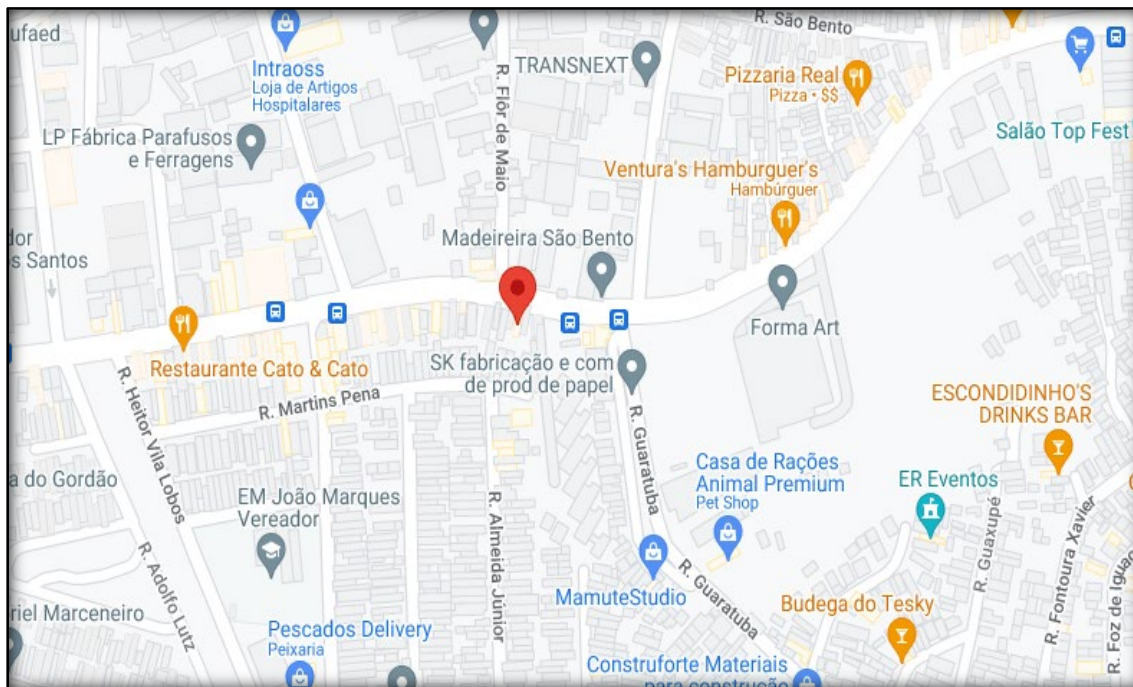 ufaed
R. São Bento
Intraoss
Loja de Artigos
Hospitalares
R. Flôr de Maio
TRANSNEXT
Pizzaria Real
Pizza • $$
Salão Top Fest
LP Fábrica Parafusos
e Ferragens
Ventura's Hamburguer's
Hambúrguer
dor
s Santos
Madeireira São Bento
Forma Art
Restaurante Cato & Cato
SK fabricação e com
de prod de papel
R. Martins Pena
R. Heitor Vila Lobos
R. Guaratuba
ESCONDIDINHO'S
DRINKS BAR
a do Gordão
EM João Marques
Vereador
Casa de Rações
Animal Premium
Pet Shop
ER Eventos
R. Almeida Júnior
R. Guaxupé
R. Fontoura Xavier
R. Adolfo Lutz
R. Guaratuba
MamuteStudio
Budega do Tesky
R. Foz de Iguaç
riel Marceneiro
Pescados Delivery
Peixaria
Construforte Materiais
para construção